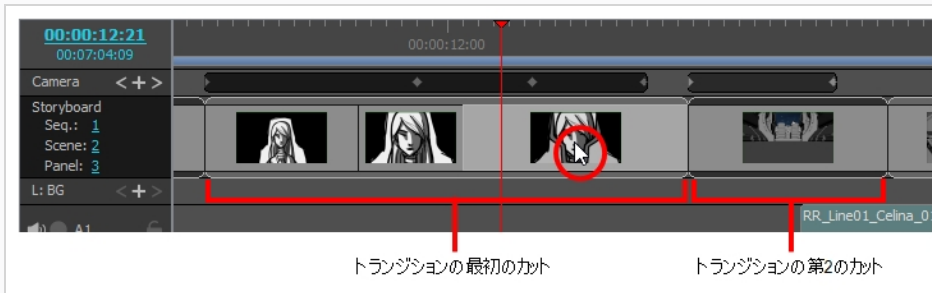 00:00:12:21
00:07:04:09
00:00:12:00
Camera < + >
Storyboard
Seq.: 1
Scene: 2
Panel: 3
L: BG < + >
A1
RR_Line01_Celina_01
トランジションの最初のカット
トランジションの第2のカット